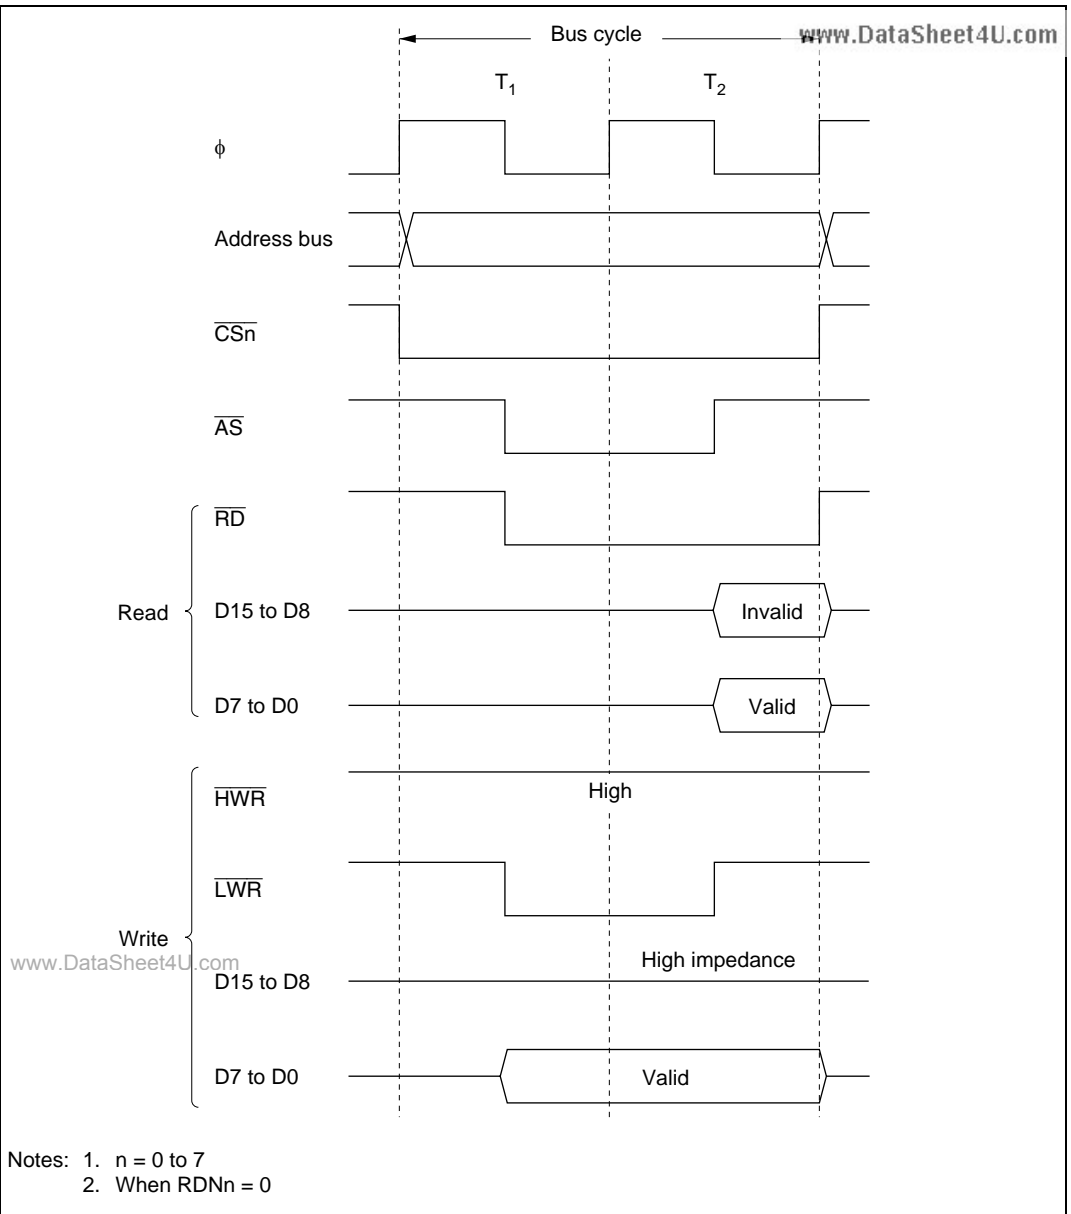 Bus cycle
www.DataSheet4U.com
T1 T2
ϕ
Address bus
CSn
AS
RD
Read
D15 to D8
Invalid
D7 to D0
Valid
HWR
High
LWR
Write
www.DataSheet4U.com
High impedance
D15 to D8
D7 to D0
Valid
Notes: 1. n = 0 to 7
2. When RDNn = 0